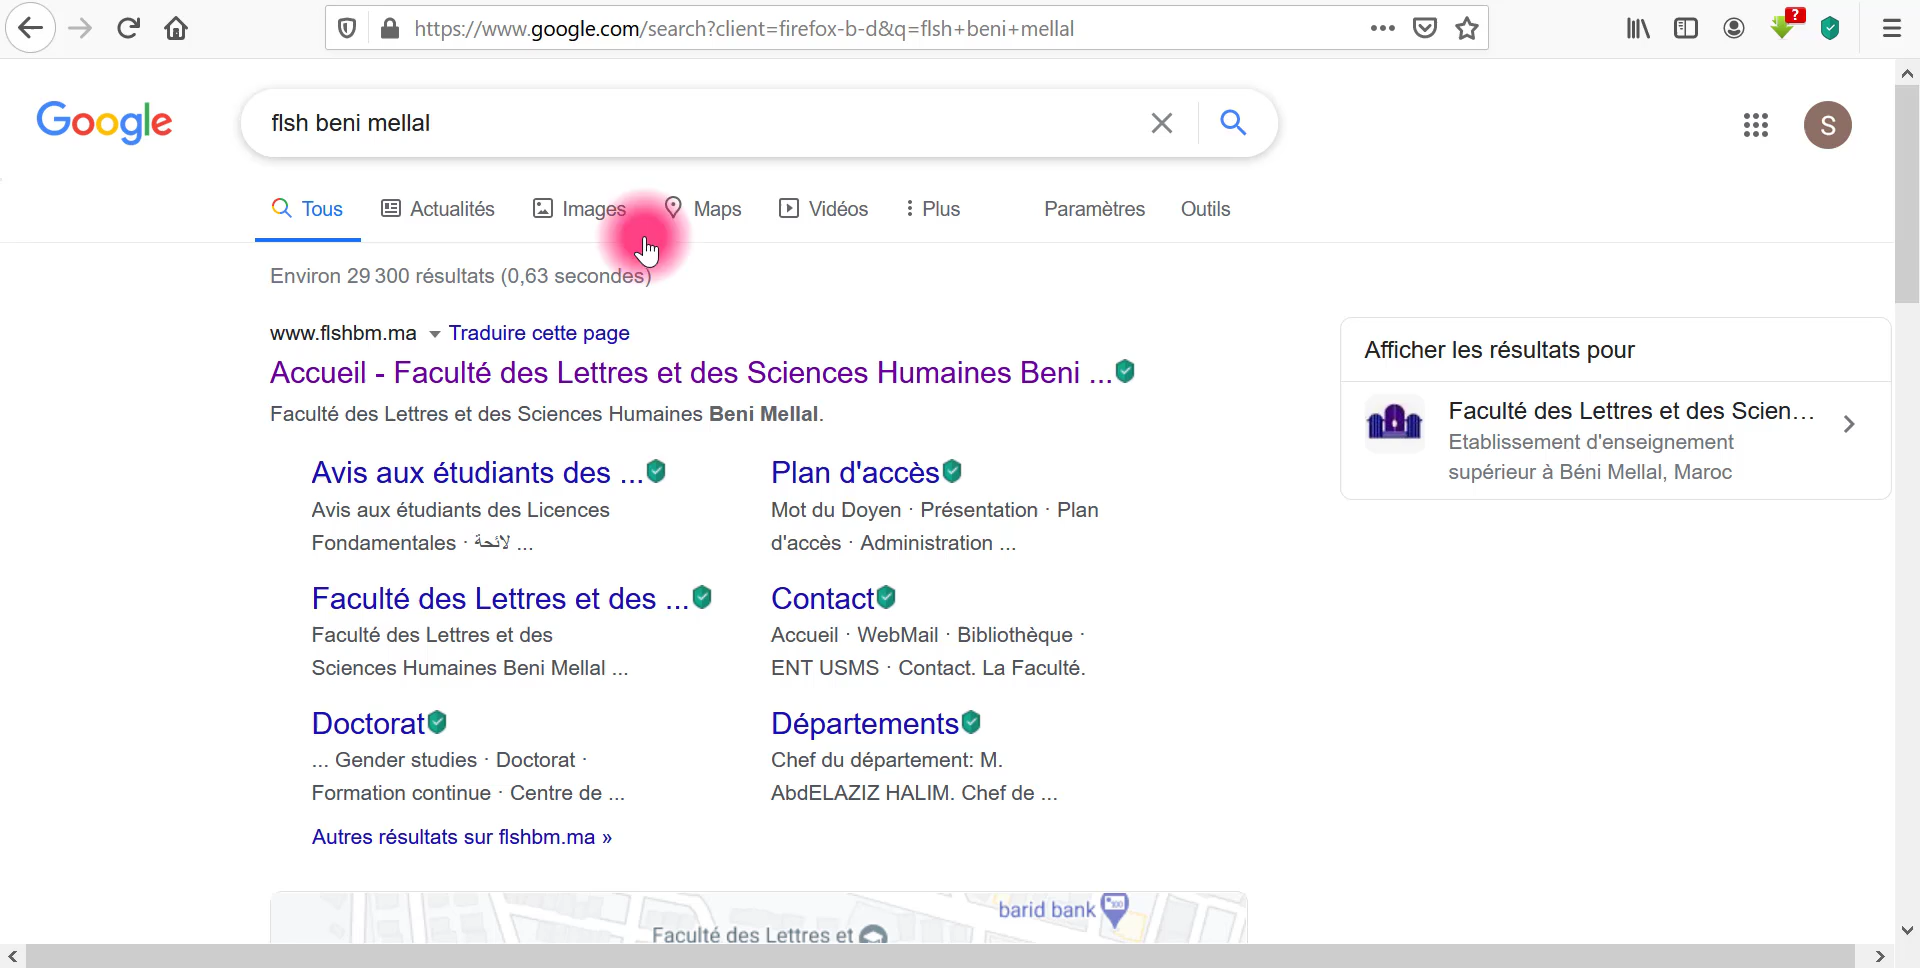 https://www.google.com/search?client=firefox-b-d&q=flsh+beni+mellal
?
Google
flsh beni mellal
S
Tous
Actualités
Images
Maps
Vidéos
Plus
Paramètres
Outils
Environ 29 300 résultats (0,63 secondes)
www.flshbm.ma Traduire cette page
Accueil - Faculté des Lettres et des Sciences Humaines Beni ...
Faculté des Lettres et des Sciences Humaines Beni Mellal.
Avis aux étudiants des ...
Avis aux étudiants des Licences
Fondamentales · لائحة ...
Plan d'accès
Mot du Doyen · Présentation · Plan
d'accès · Administration ...
Faculté des Lettres et des ...
Faculté des Lettres et des
Sciences Humaines Beni Mellal ...
Contact
Accueil · WebMail · Bibliothèque ·
ENT USMS · Contact. La Faculté.
Doctorat
... Gender studies · Doctorat ·
Formation continue · Centre de ...
Départements
Chef du département: M.
AbdELAZIZ HALIM. Chef de ...
Autres résultats sur flshbm.ma »
Afficher les résultats pour
Faculté des Lettres et des Scien...
Etablissement d'enseignement
supérieur à Béni Mellal, Maroc
barid bank
Faculté des Lettres et